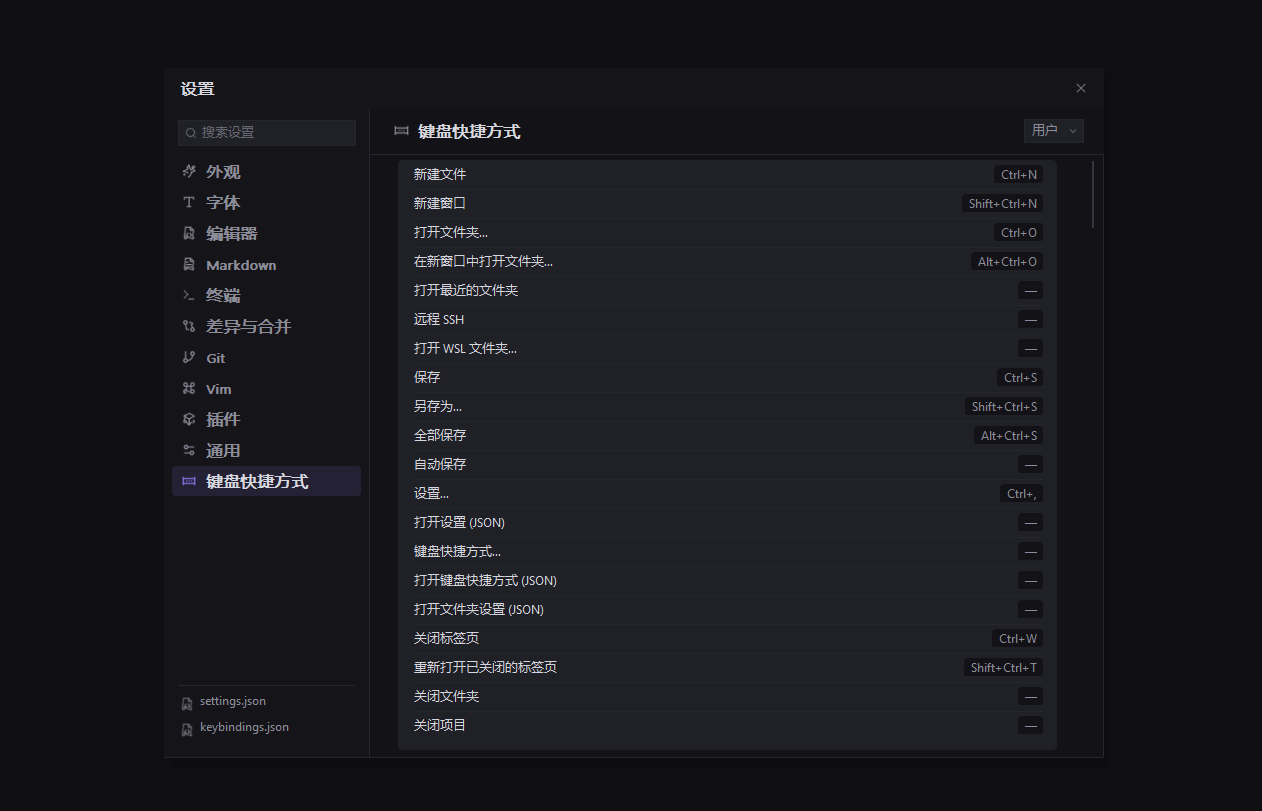 设置
搜索设置
外观
字体
编辑器
Markdown
终端
差异与合并
Git
Vim
插件
通用
键盘快捷方式
settings.json
keybindings.json
键盘快捷方式
用户
新建文件 Ctrl+N
新建窗口 Shift+Ctrl+N
打开文件夹... Ctrl+O
在新窗口中打开文件夹... Alt+Ctrl+O
打开最近的文件夹 —
远程 SSH —
打开 WSL 文件夹... —
保存 Ctrl+S
另存为... Shift+Ctrl+S
全部保存 Alt+Ctrl+S
自动保存 —
设置... Ctrl+,
打开设置 (JSON) —
键盘快捷方式... —
打开键盘快捷方式 (JSON) —
打开文件夹设置 (JSON) —
关闭标签页 Ctrl+W
重新打开已关闭的标签页 Shift+Ctrl+T
关闭文件夹 —
关闭项目 —